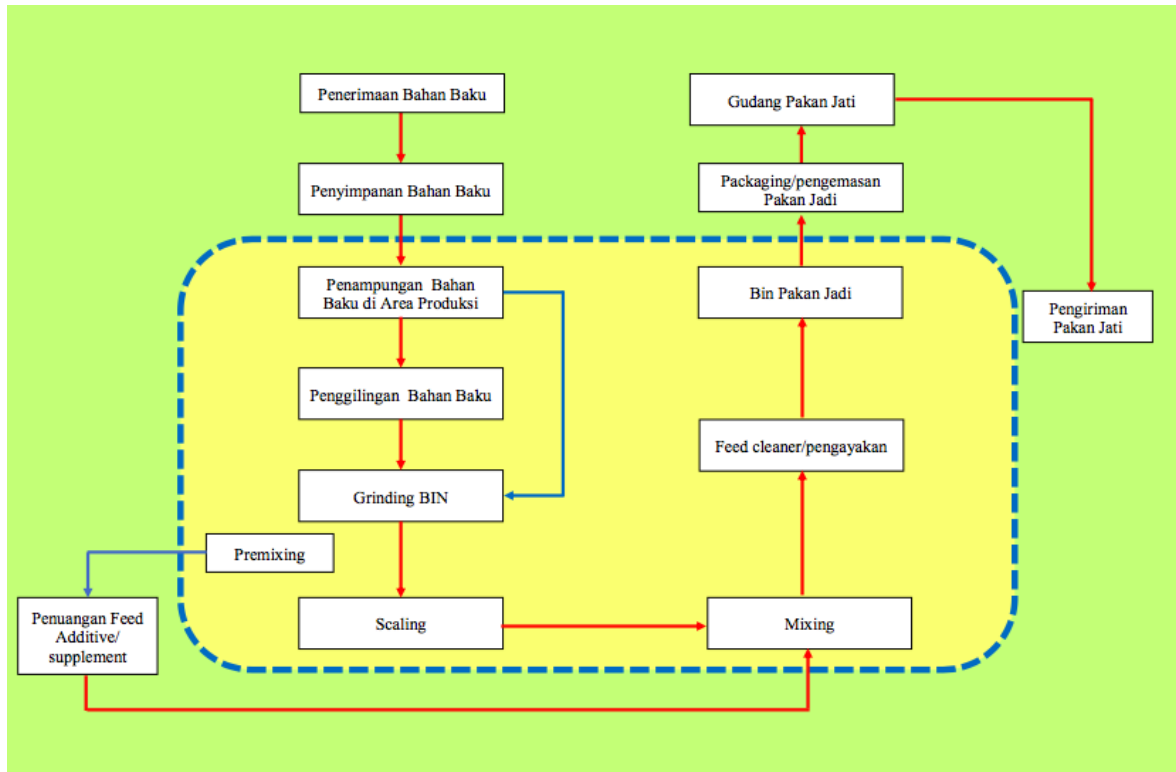 Penerimaan Bahan Baku
Penyimpanan Bahan Baku
Penampungan Bahan
Baku di Area Produksi
Penggilingan Bahan Baku
Grinding BIN
Premixing
Penuangan Feed
Additive/
supplement
Scaling
Mixing
Feed cleaner/pengayakan
Bin Pakan Jadi
Packaging/pengemasan
Pakan Jadi
Gudang Pakan Jati
Pengiriman
Pakan Jati